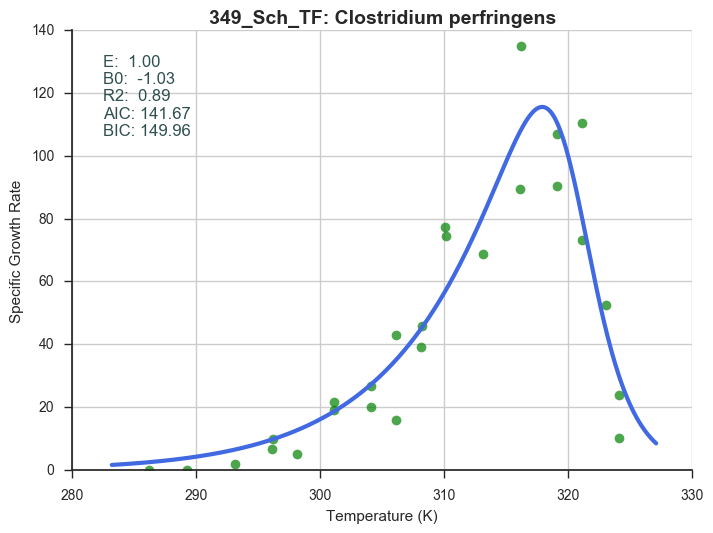 349_Sch_TF: Clostridium perfringens
E:  1.00
B0:  -1.03
R2:  0.89
AIC: 141.67
BIC: 149.96
Specific Growth Rate
140
120
100
80
60
40
20
0
280 290 300 310 320 330
Temperature (K)